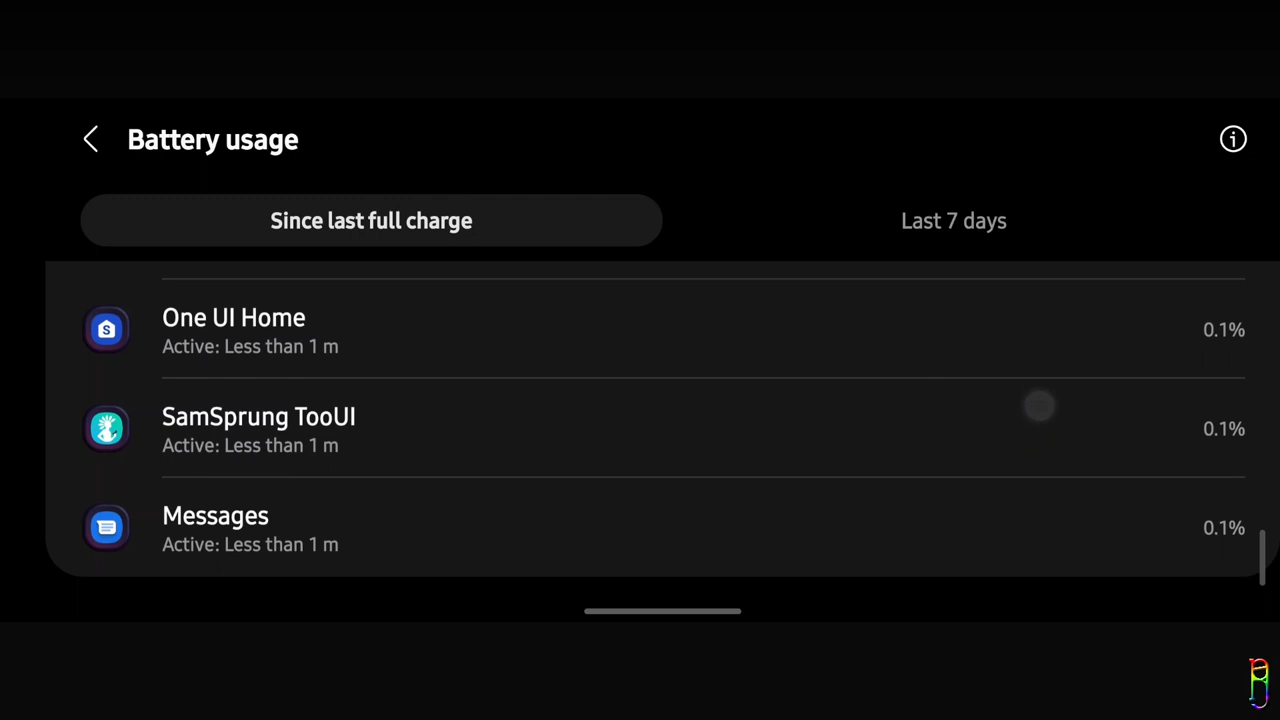 Battery usage
Since last full charge
Last 7 days
One UI Home
Active: Less than 1 m
0.1%
SamSprung TooUI
Active: Less than 1 m
0.1%
Messages
Active: Less than 1 m
0.1%